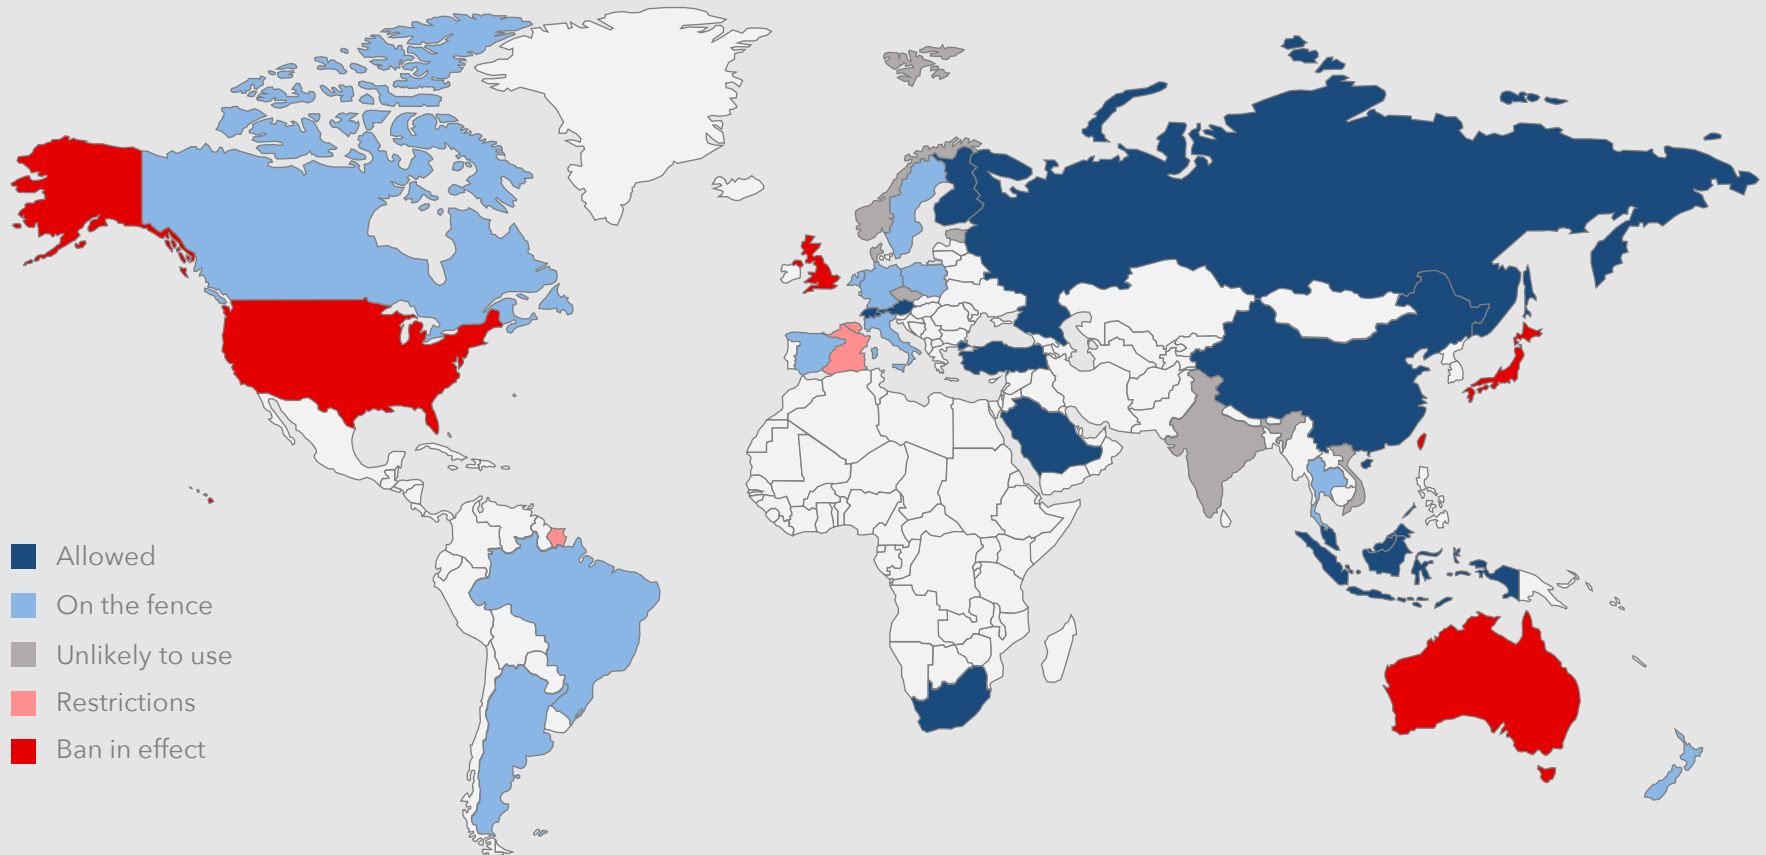 Allowed
On the fence
Unlikely to use
Restrictions
Ban in effect